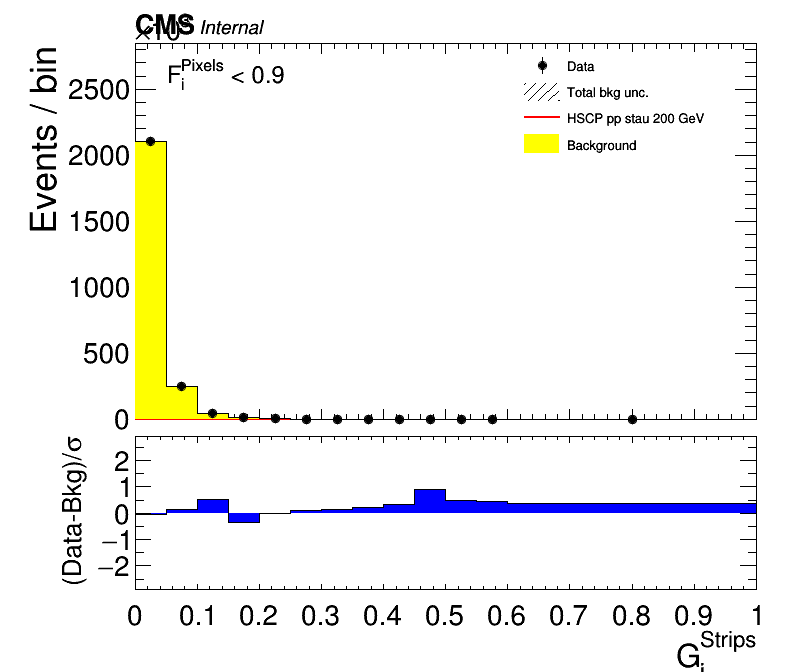 CMS Internal
×10³
F_i^Pixels < 0.9
Data
Total bkg unc.
HSCP pp stau 200 GeV
Background
Events / bin
2500
2000
1500
1000
500
0
(Data-Bkg)/σ
2
1
0
−1
−2
0 0.1 0.2 0.3 0.4 0.5 0.6 0.7 0.8 0.9 1
G_i^Strips